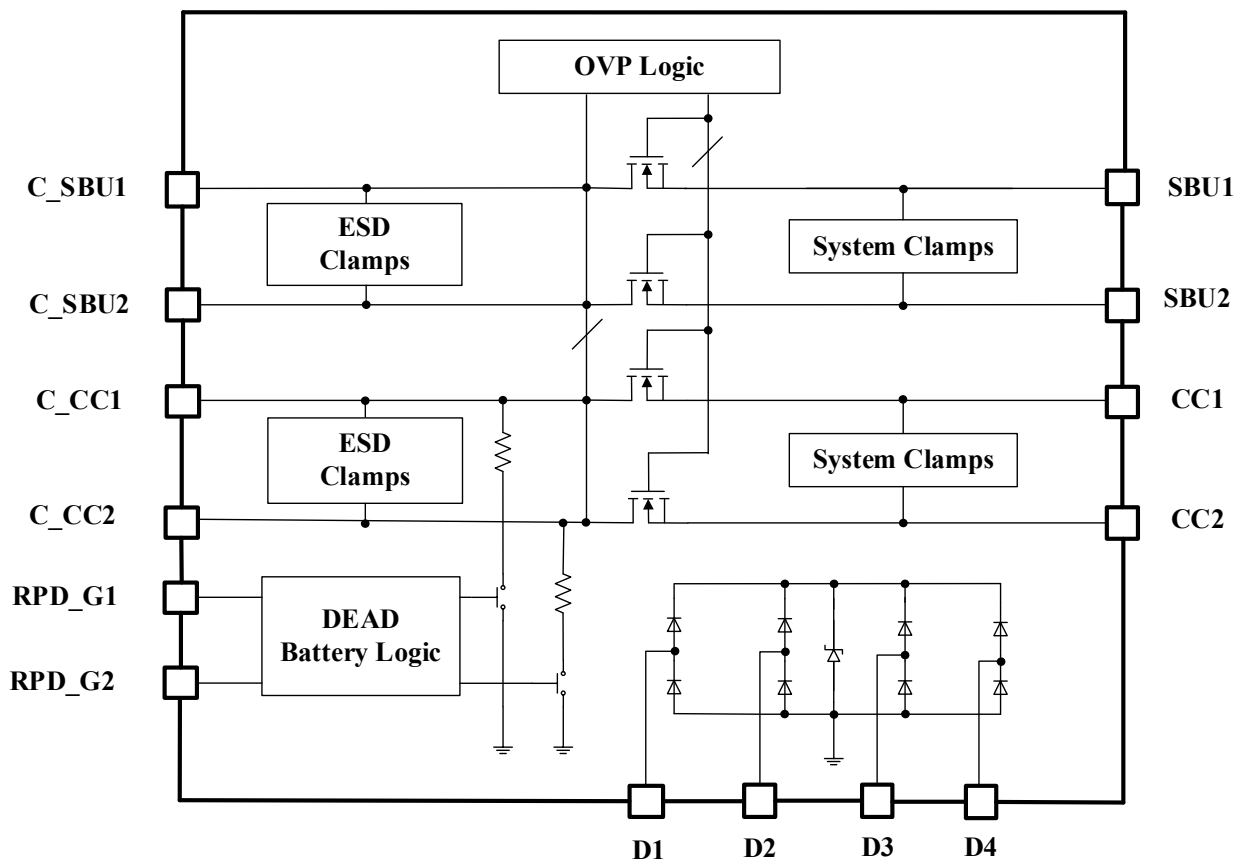 OVP Logic
C_SBU1
SBU1
ESD
Clamps
System Clamps
C_SBU2
SBU2
C_CC1
CC1
ESD
Clamps
System Clamps
C_CC2
CC2
RPD_G1
DEAD
Battery Logic
RPD_G2
D1
D2
D3
D4